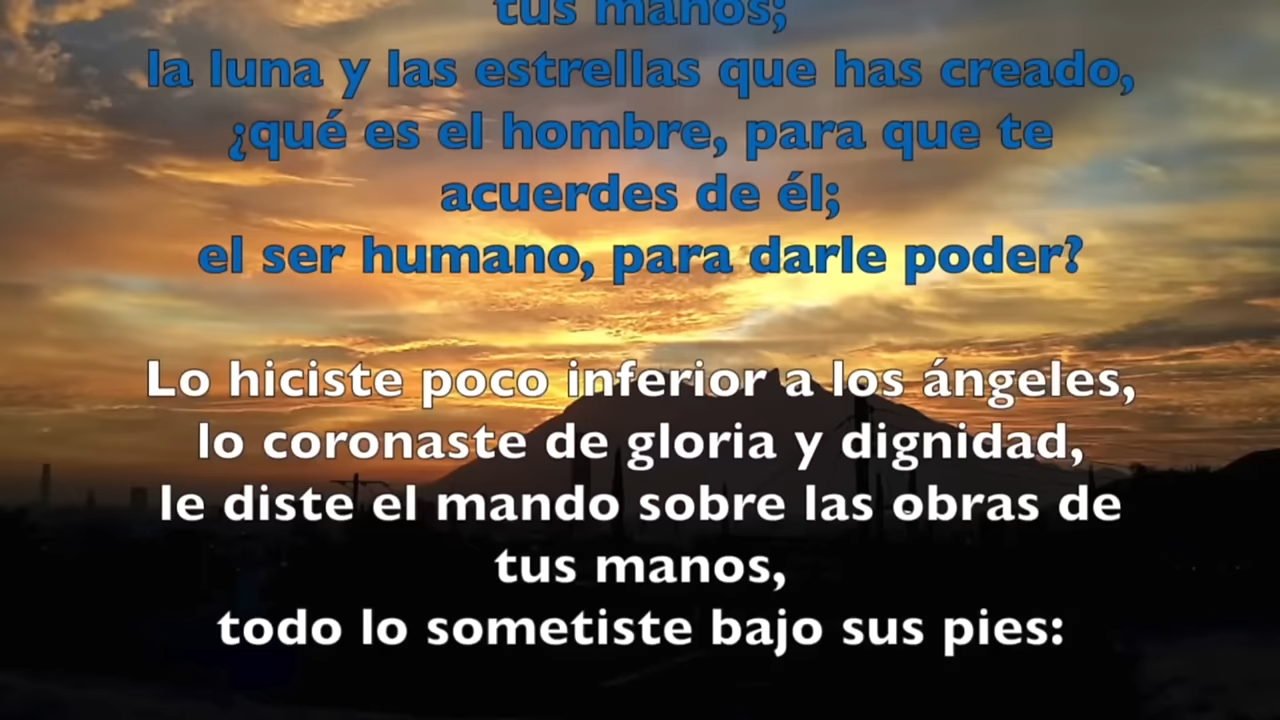 tus manos;
la luna y las estrellas que has creado,
¿qué es el hombre, para que te
acuerdes de él;
el ser humano, para darle poder?
Lo hiciste poco inferior a los ángeles,
lo coronaste de gloria y dignidad,
le diste el mando sobre las obras de
tus manos,
todo lo sometiste bajo sus pies: